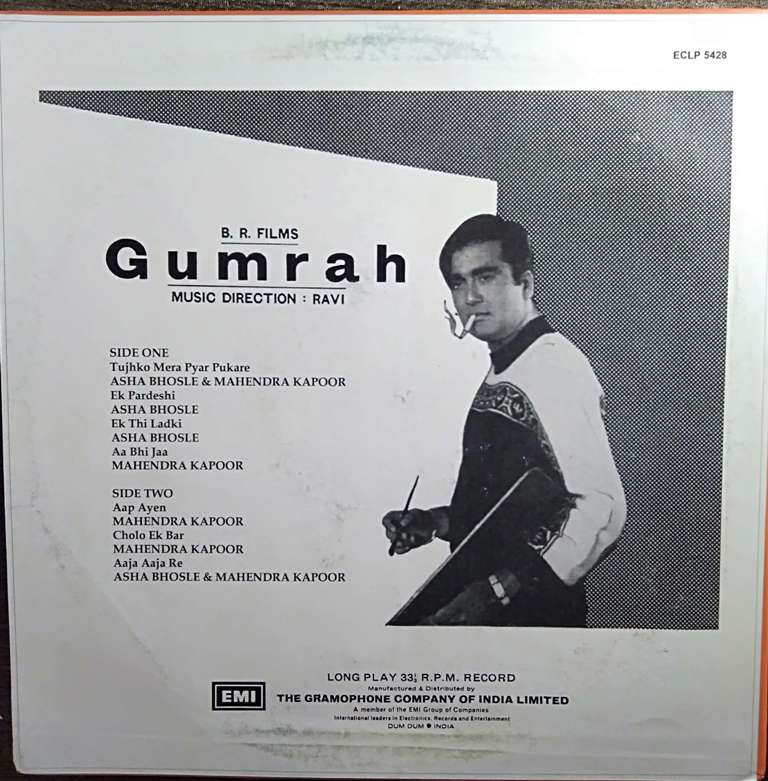 ECLP 5428
B. R. FILMS
Gumrah
MUSIC DIRECTION : RAVI
SIDE ONE
Tujhko Mera Pyar Pukare
ASHA BHOSLE & MAHENDRA KAPOOR
Ek Pardeshi
ASHA BHOSLE
Ek Thi Ladki
ASHA BHOSLE
Aa Bhi Jaa
MAHENDRA KAPOOR
SIDE TWO
Aap Ayen
MAHENDRA KAPOOR
Cholo Ek Bar
MAHENDRA KAPOOR
Aaja Aaja Re
ASHA BHOSLE & MAHENDRA KAPOOR
EMI
LONG PLAY 33⅓ R.P.M. RECORD
Manufactured & Distributed by
THE GRAMOPHONE COMPANY OF INDIA LIMITED
A member of the EMI Group of Companies
International leaders in Electronics, Records and Entertainment
DUM DUM ● INDIA